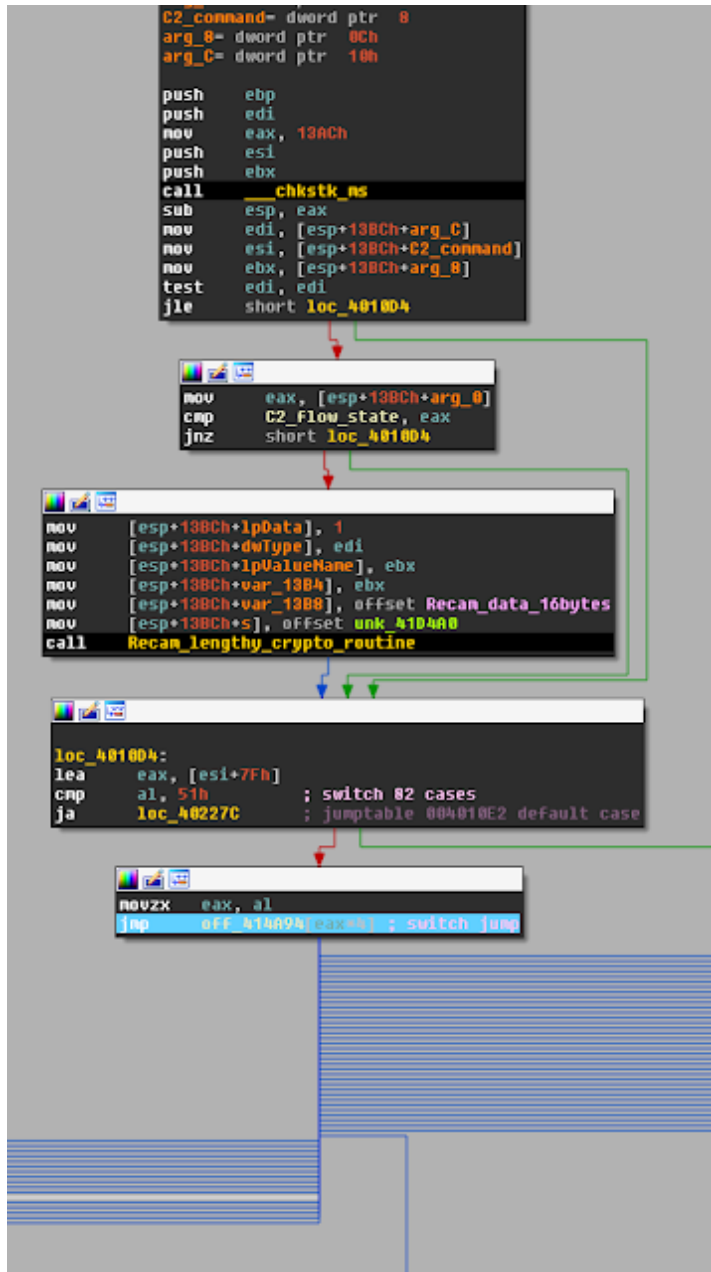 C2_command= dword ptr  8
arg_8= dword ptr  0Ch
arg_C= dword ptr  10h
push    ebp
push    edi
mov     eax, 13ACh
push    esi
push    ebx
call    ___chkstk_ms
sub     esp, eax
mov     edi, [esp+13BCh+arg_C]
mov     esi, [esp+13BCh+C2_command]
mov     ebx, [esp+13BCh+arg_8]
test    edi, edi
jle     short loc_4010D4
mov     eax, [esp+13BCh+arg_0]
cmp     C2_flow_state, eax
jnz     short loc_4010D4
mov     [esp+13BCh+lpData], 1
mov     [esp+13BCh+dwType], edi
mov     [esp+13BCh+lpValueName], ebx
mov     [esp+13BCh+var_13B4], ebx
mov     [esp+13BCh+var_13B8], offset Recam_data_16bytes
mov     [esp+13BCh+s], offset unk_41D4A0
call    Recam_lengthy_crypto_routine
loc_4010D4:
lea     eax, [esi+7Fh]
cmp     al, 51h         ; switch 82 cases
ja      loc_40227C      ; jumptable 004010E2 default case
movzx   eax, al
jmp     off_414A94[eax*4] ; switch jump